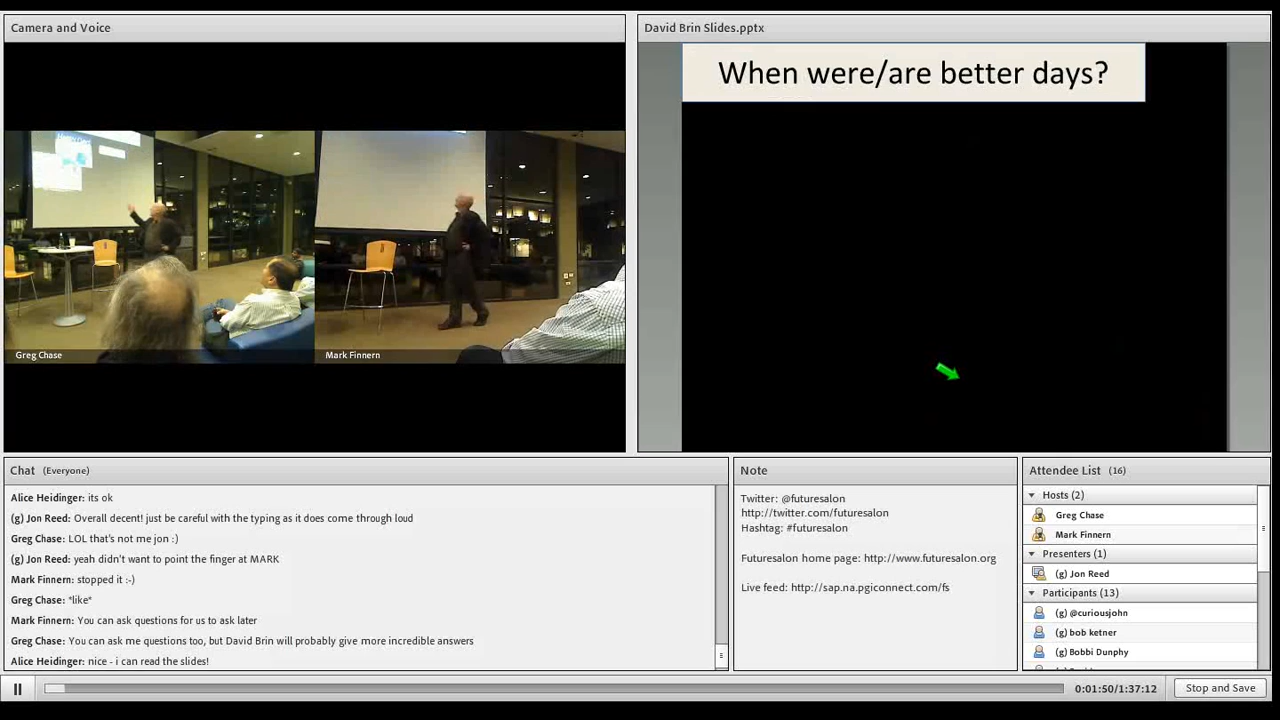 Camera and Voice
David Brin Slides.pptx
When were/are better days?
Greg Chase
Mark Finnern
Chat (Everyone)
Alice Heidinger: its ok
(g) Jon Reed: Overall decent! just be careful with the typing as it does come through loud
Greg Chase: LOL that's not me jon :)
(g) Jon Reed: yeah didn't want to point the finger at MARK
Mark Finnern: stopped it :-)
Greg Chase: *like*
Mark Finnern: You can ask questions for us to ask later
Greg Chase: You can ask me questions too, but David Brin will probably give more incredible answers
Alice Heidinger: nice - i can read the slides!
Note
Twitter: @futuresalon
http://twitter.com/futuresalon
Hashtag: #futuresalon
Futuresalon home page: http://www.futuresalon.org
Live feed: http://sap.na.pgiconnect.com/fs
Attendee List (16)
Hosts (2)
Greg Chase
Mark Finnern
Presenters (1)
(g) Jon Reed
Participants (13)
(g) @curiousjohn
(g) bob ketner
(g) Bobbi Dunphy
0:01:50/1:37:12
Stop and Save